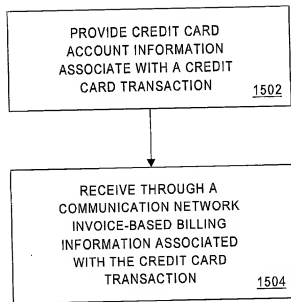 PROVIDE CREDIT CARD
ACCOUNT INFORMATION
ASSOCIATE WITH A CREDIT
CARD TRANSACTION
1502
RECEIVE THROUGH A
COMMUNICATION NETWORK
INVOICE-BASED BILLING
INFORMATION ASSOCIATED
WITH THE CREDIT CARD
TRANSACTION
1504